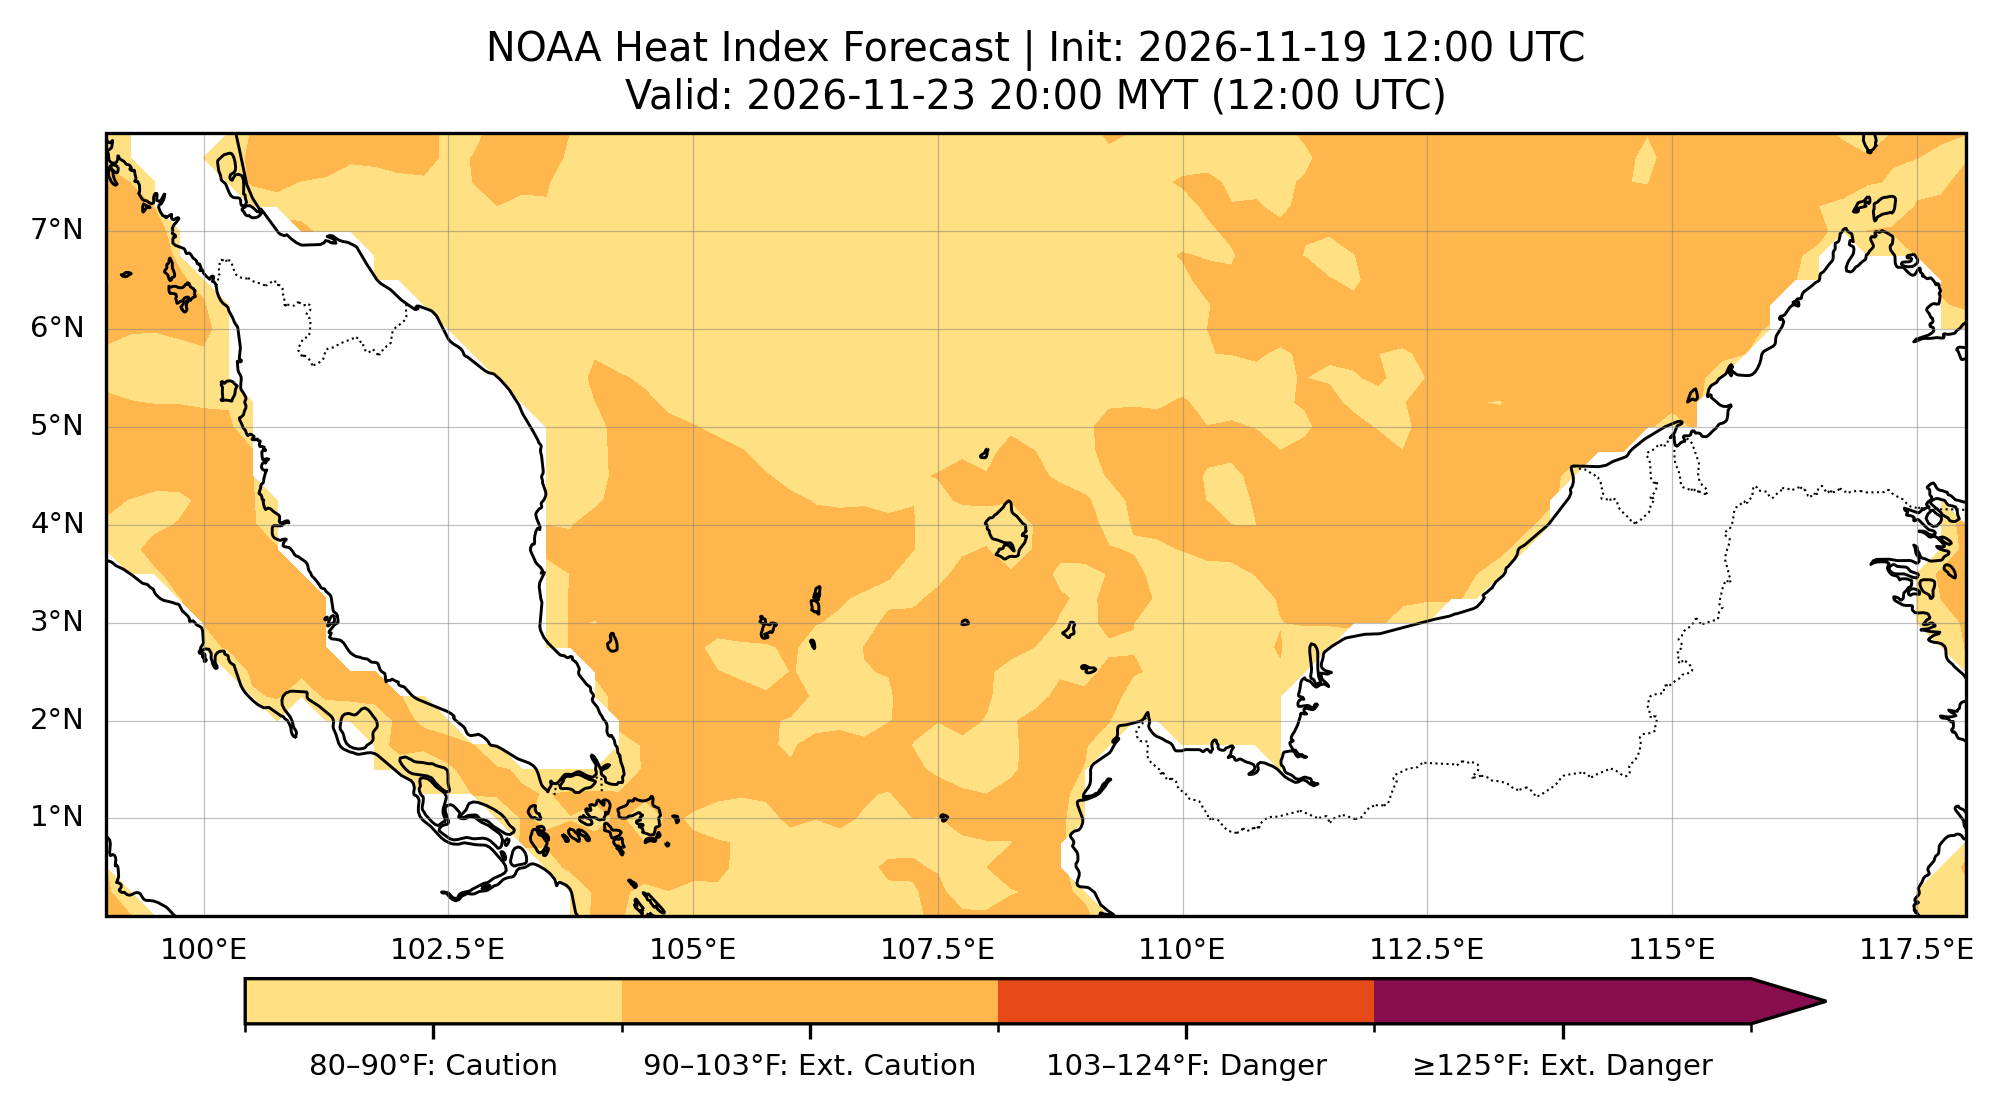 NOAA Heat Index Forecast | Init: 2026-11-19 12:00 UTC
Valid: 2026-11-23 20:00 MYT (12:00 UTC)
7°N
6°N
5°N
4°N
3°N
2°N
1°N
100°E 102.5°E 105°E 107.5°E 110°E 112.5°E 115°E 117.5°E
80–90°F: Caution 90–103°F: Ext. Caution 103–124°F: Danger ≥125°F: Ext. Danger